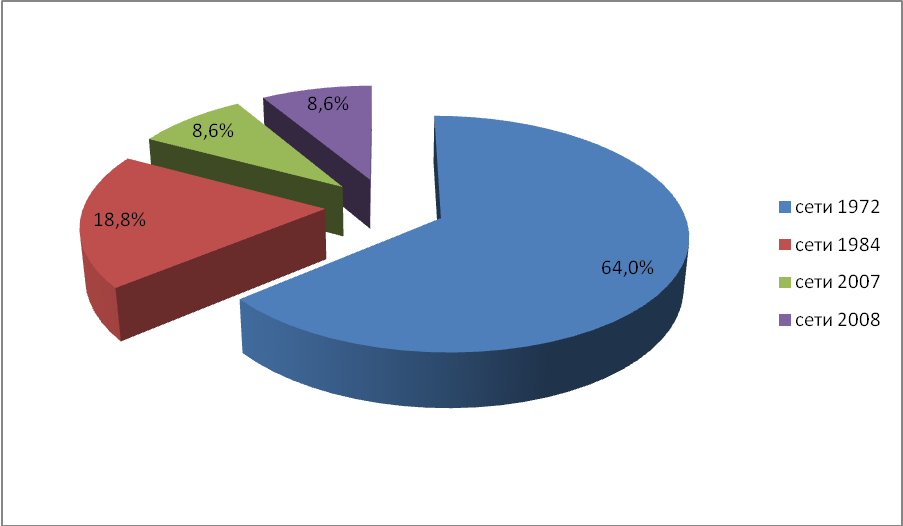 8,6%
8,6%
18,8%
64,0%
сети 1972
сети 1984
сети 2007
сети 2008